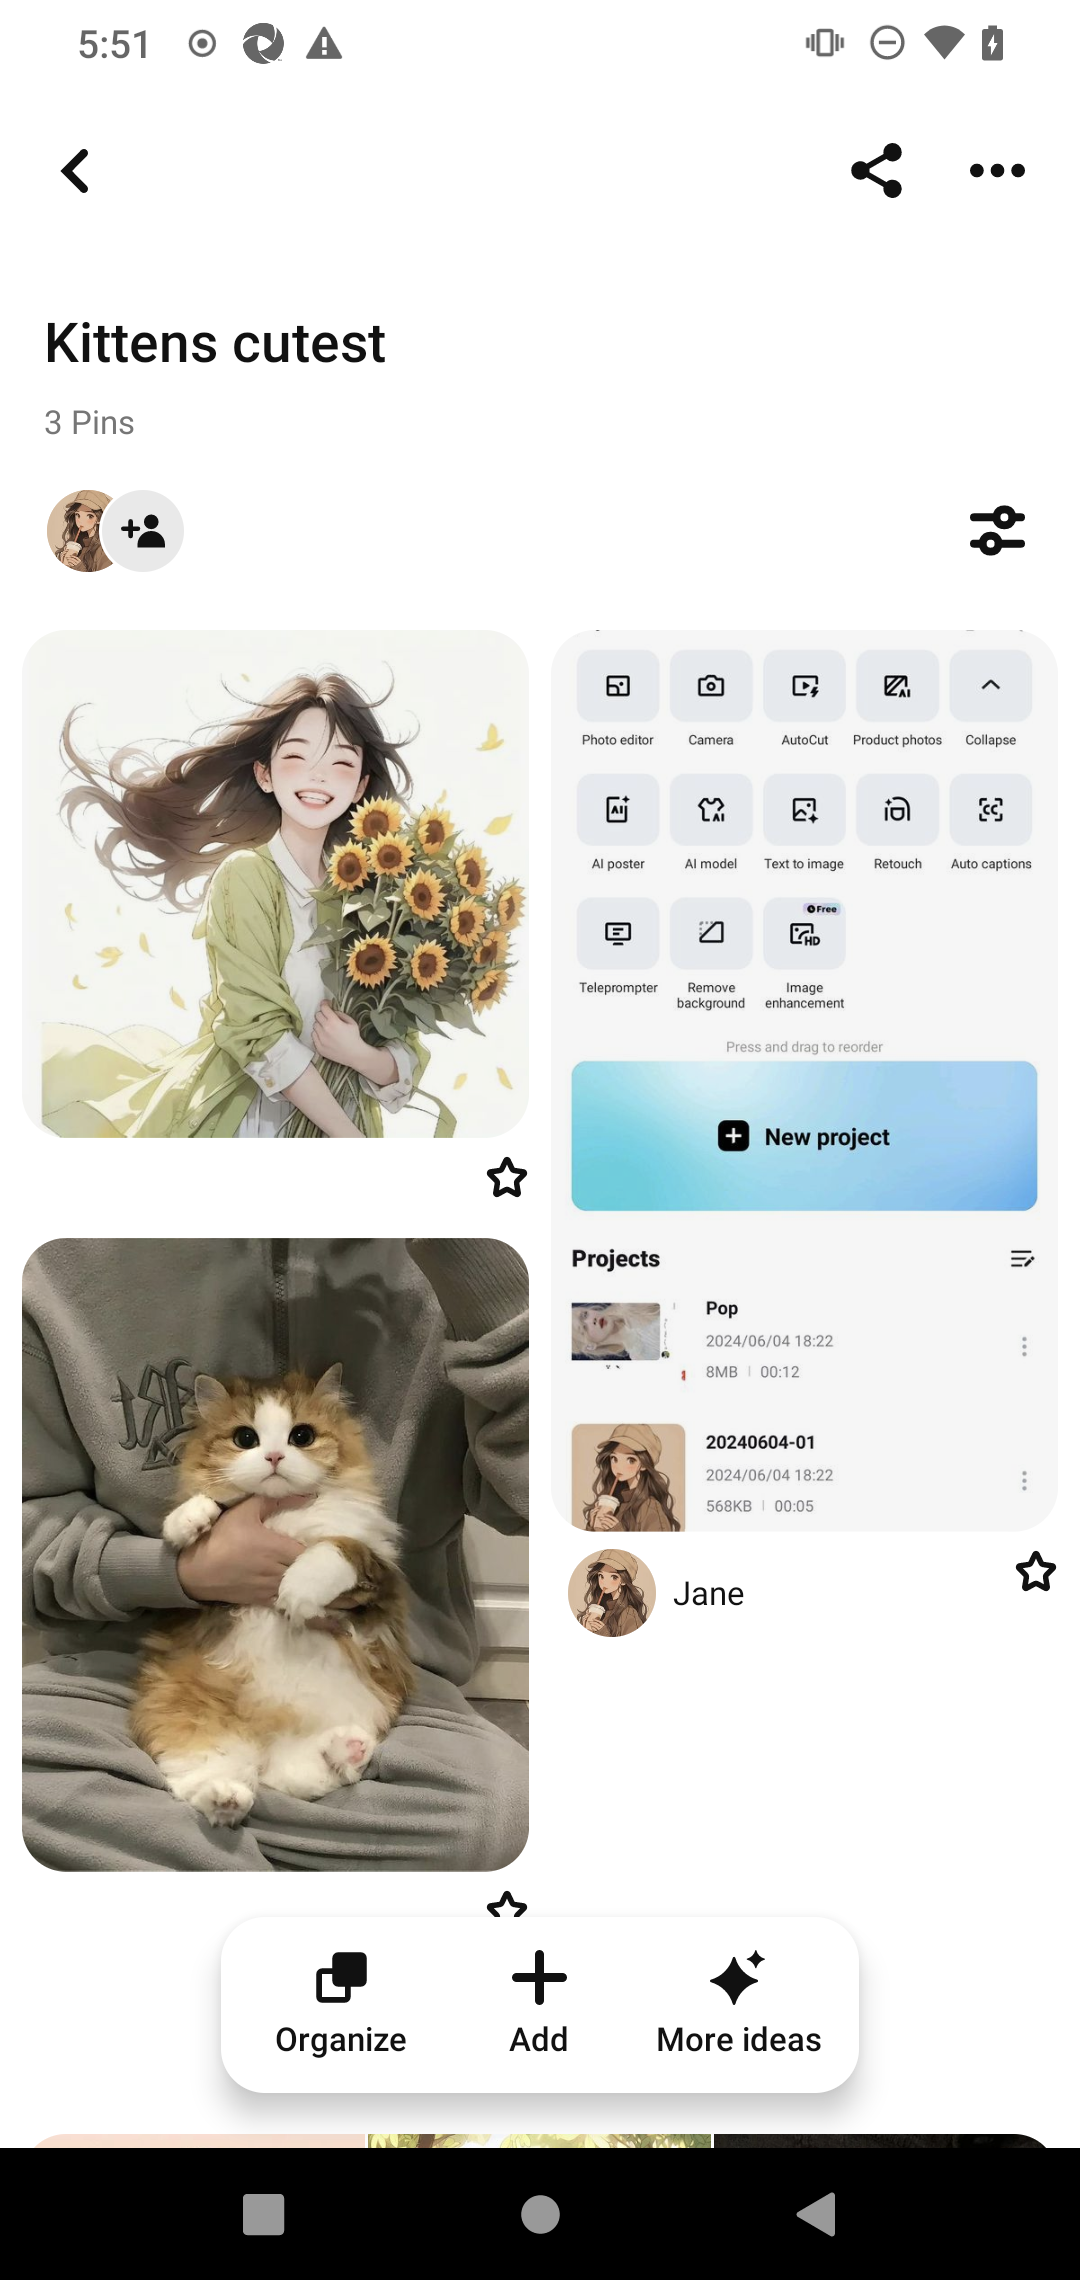 5:51
Kittens cutest
3 Pins
Photo editor
Camera
AutoCut
Product photos
Collapse
AI poster
AI model
Text to image
Retouch
Auto captions
Free
Teleprompter
Remove
background
Image
enhancement
Press and drag to reorder
New project
Projects
Pop
2024/06/04 18:22
8MB | 00:12
20240604-01
2024/06/04 18:22
568KB | 00:05
Jane
Organize
Add
More ideas